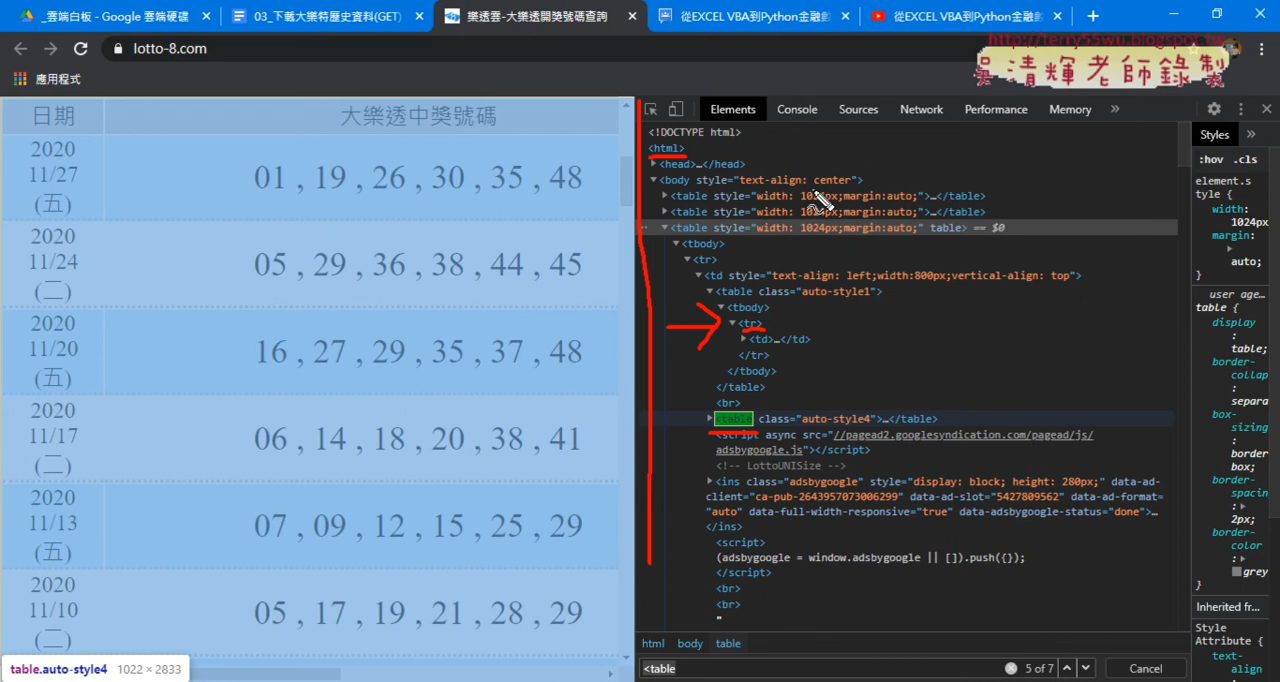 _雲端白板 - Google 雲端硬碟
03_下載大樂特歷史資料(GET)
樂透雲-大樂透開獎號碼查詢
從EXCEL VBA到Python金融
從EXCEL VBA到Python金融
lotto-8.com
http://terry55wu.blogspot.tw
吳清輝老師錄製
應用程式
日期 大樂透中獎號碼
2020
11/27
(五)
01 , 19 , 26 , 30 , 35 , 48
2020
11/24
(二)
05 , 29 , 36 , 38 , 44 , 45
2020
11/20
(五)
16 , 27 , 29 , 35 , 37 , 48
2020
11/17
(二)
06 , 14 , 18 , 20 , 38 , 41
2020
11/13
(五)
07 , 09 , 12 , 15 , 25 , 29
2020
11/10
(二)
05 , 17 , 19 , 21 , 28 , 29
table.auto-style4 1022 × 2833
Elements Console Sources Network Performance Memory »
<!DOCTYPE html>
<html>
<head>…</head>
<body style="text-align: center">
<table style="width: 1024px;margin:auto;">…</table>
<table style="width: 1024px;margin:auto;">…</table>
<table style="width: 1024px;margin:auto;" table> == $0
<tbody>
<tr>
<td style="text-align: left;width:800px;vertical-align: top">
<table class="auto-style1">
<tbody>
<tr>
<td>…</td>
</tr>
</tbody>
</table>
<br>
<table class="auto-style4">…</table>
<script async src="//pagead2.googlesyndication.com/pagead/js/
adsbygoogle.js"></script>
<!-- LottoUNISize -->
<ins class="adsbygoogle" style="display: block; height: 280px;" data-ad-
client="ca-pub-2643957073006299" data-ad-slot="5427809562" data-ad-format=
"auto" data-full-width-responsive="true" data-adsbygoogle-status="done">…
</ins>
<script>
(adsbygoogle = window.adsbygoogle || []).push({});
</script>
<br>
<br>
"
html body table
<table
5 of 7
Cancel
Styles »
:hov .cls
element.s
tyle {
width:
1024px
margin:
auto;
}
user age…
table {
display
:
table;
border-
collap
:
separa
box-
sizing
:
border
box;
border-
spacin
:
2px;
border-
color
:
grey
}
Inherited fr…
Style
Attribute {
text-
align